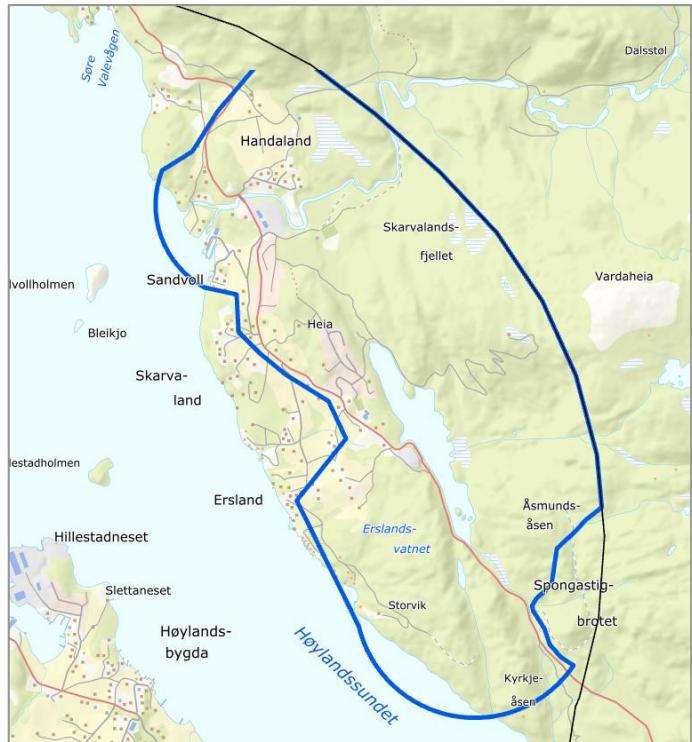 Søre
Valevågen
Dalsstøl
Handaland
Skarvalands-
fjellet
Sandvoll
Vardaheia
lvollholmen
Bleikjo
Heia
Skarva-
land
lestadholmen
Ersland
Åsmunds-
åsen
Erslands-
vatnet
Hillestadneset
Slettaneset
Spongastig-
brotet
Storvik
Høylands-
bygda
Høylandssundet
Kyrkje-
åsen